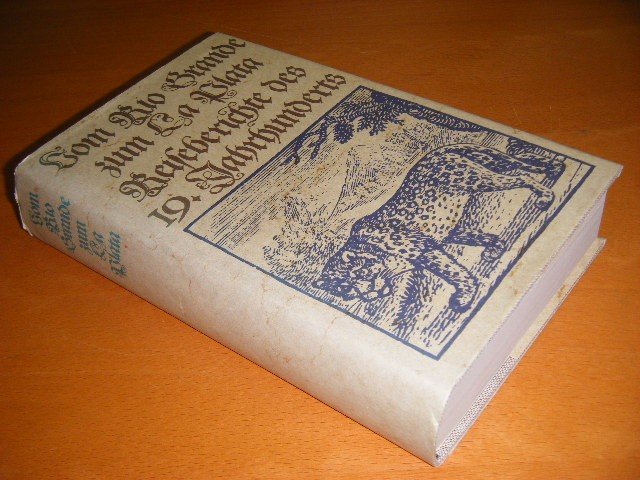 Vom Rio Grande
zum La Plata
Reiseberichte des
19. Jahrhunderts
Vom
Rio
Grande
zum
La
Plata